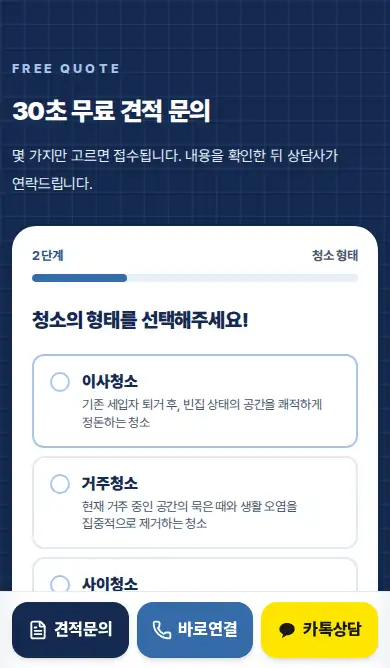 FREE QUOTE
30초 무료 견적 문의
몇 가지만 고르면 접수됩니다. 내용을 확인한 뒤 상담사가
연락드립니다.
2단계 청소형태
청소의 형태를 선택해주세요!
이사청소
기존 세입자 퇴거 후, 빈집 상태의 공간을 쾌적하게
정돈하는 청소
거주청소
현재 거주 중인 공간의 묵은 때와 생활 오염을
집중적으로 제거하는 청소
사이청소
견적문의 바로연결 카톡상담